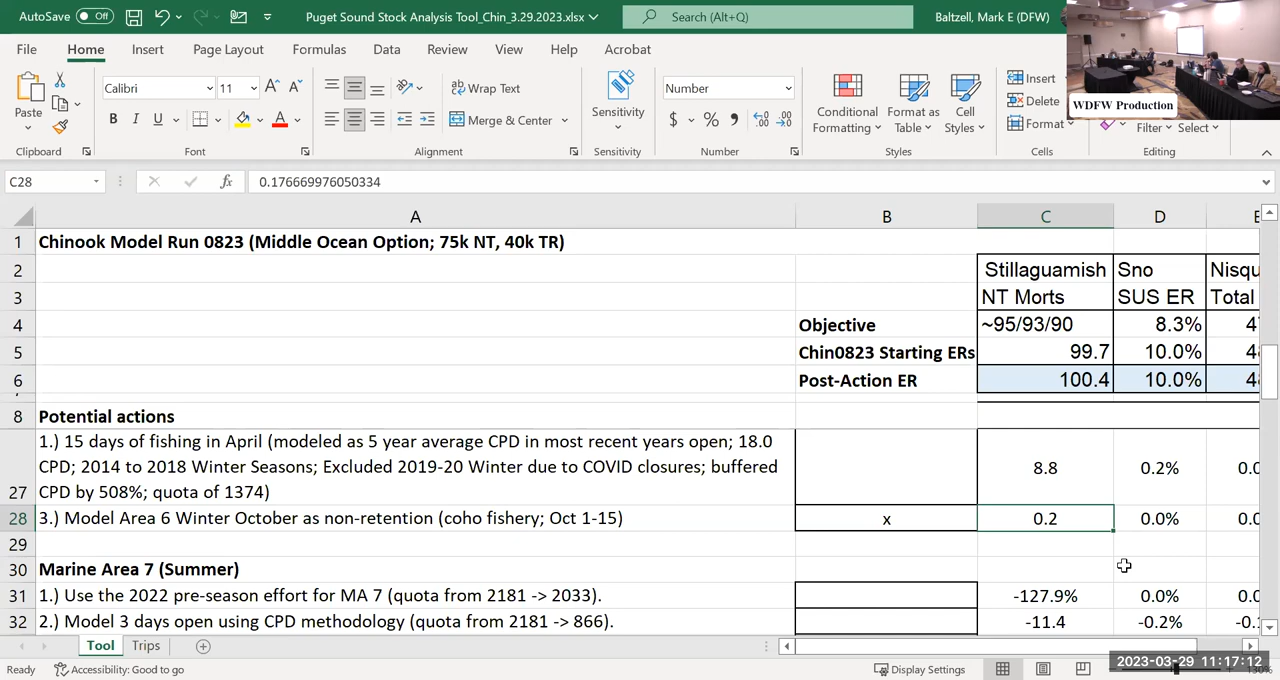 AutoSave Off Puget Sound Stock Analysis Tool_Chin_3.29.2023.xlsx Search (Alt+Q) Baltzell, Mark E (DFW)
File Home Insert Page Layout Formulas Data Review View Help Acrobat
Paste Calibri 11 A A Wrap Text Sensitivity Number Conditional Formatting Format as Table Cell Styles Insert
B I U A Merge & Center $ % Delete Format Filter Select
WDFW Production
Clipboard Font Alignment Sensitivity Number Styles Cells Editing
C28 fx 0.176669976050334
A B C D E
1 Chinook Model Run 0823 (Middle Ocean Option; 75k NT, 40k TR)
2 Stillaguamish Sno Nisqu
3 NT Morts SUS ER Total
4 Objective ~95/93/90 8.3% 4
5 Chin0823 Starting ERs 99.7 10.0% 4
6 Post-Action ER 100.4 10.0% 4
8 Potential actions
1.) 15 days of fishing in April (modeled as 5 year average CPD in most recent years open; 18.0
CPD; 2014 to 2018 Winter Seasons; Excluded 2019-20 Winter due to COVID closures; buffered 8.8 0.2% 0.0
27 CPD by 508%; quota of 1374)
28 3.) Model Area 6 Winter October as non-retention (coho fishery; Oct 1-15) x 0.2 0.0% 0.0
29
30 Marine Area 7 (Summer)
31 1.) Use the 2022 pre-season effort for MA 7 (quota from 2181 -> 2033). -127.9% 0.0% 0.0
32 2.) Model 3 days open using CPD methodology (quota from 2181 -> 866). -11.4 -0.2% -0.
Tool Trips
Ready Accessibility: Good to go Display Settings 2023-03-29 11:17:12